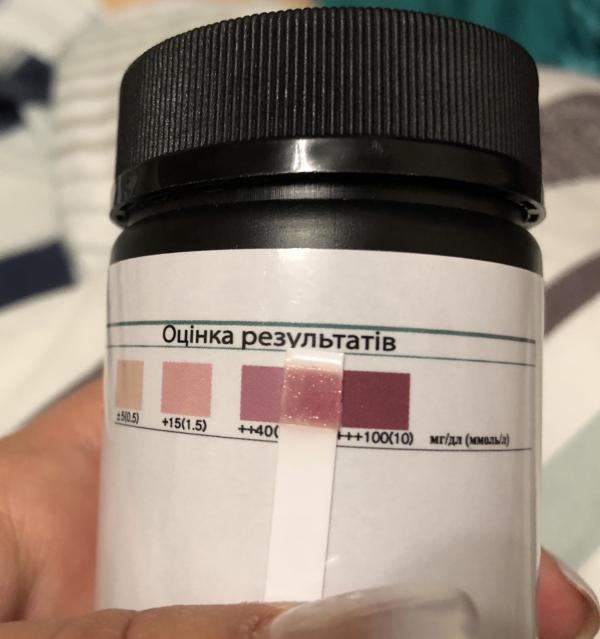 Оцінка результатів
±5(0.5) +15(1.5) ++40( ++100(10) мг/дл (ммоль/л)